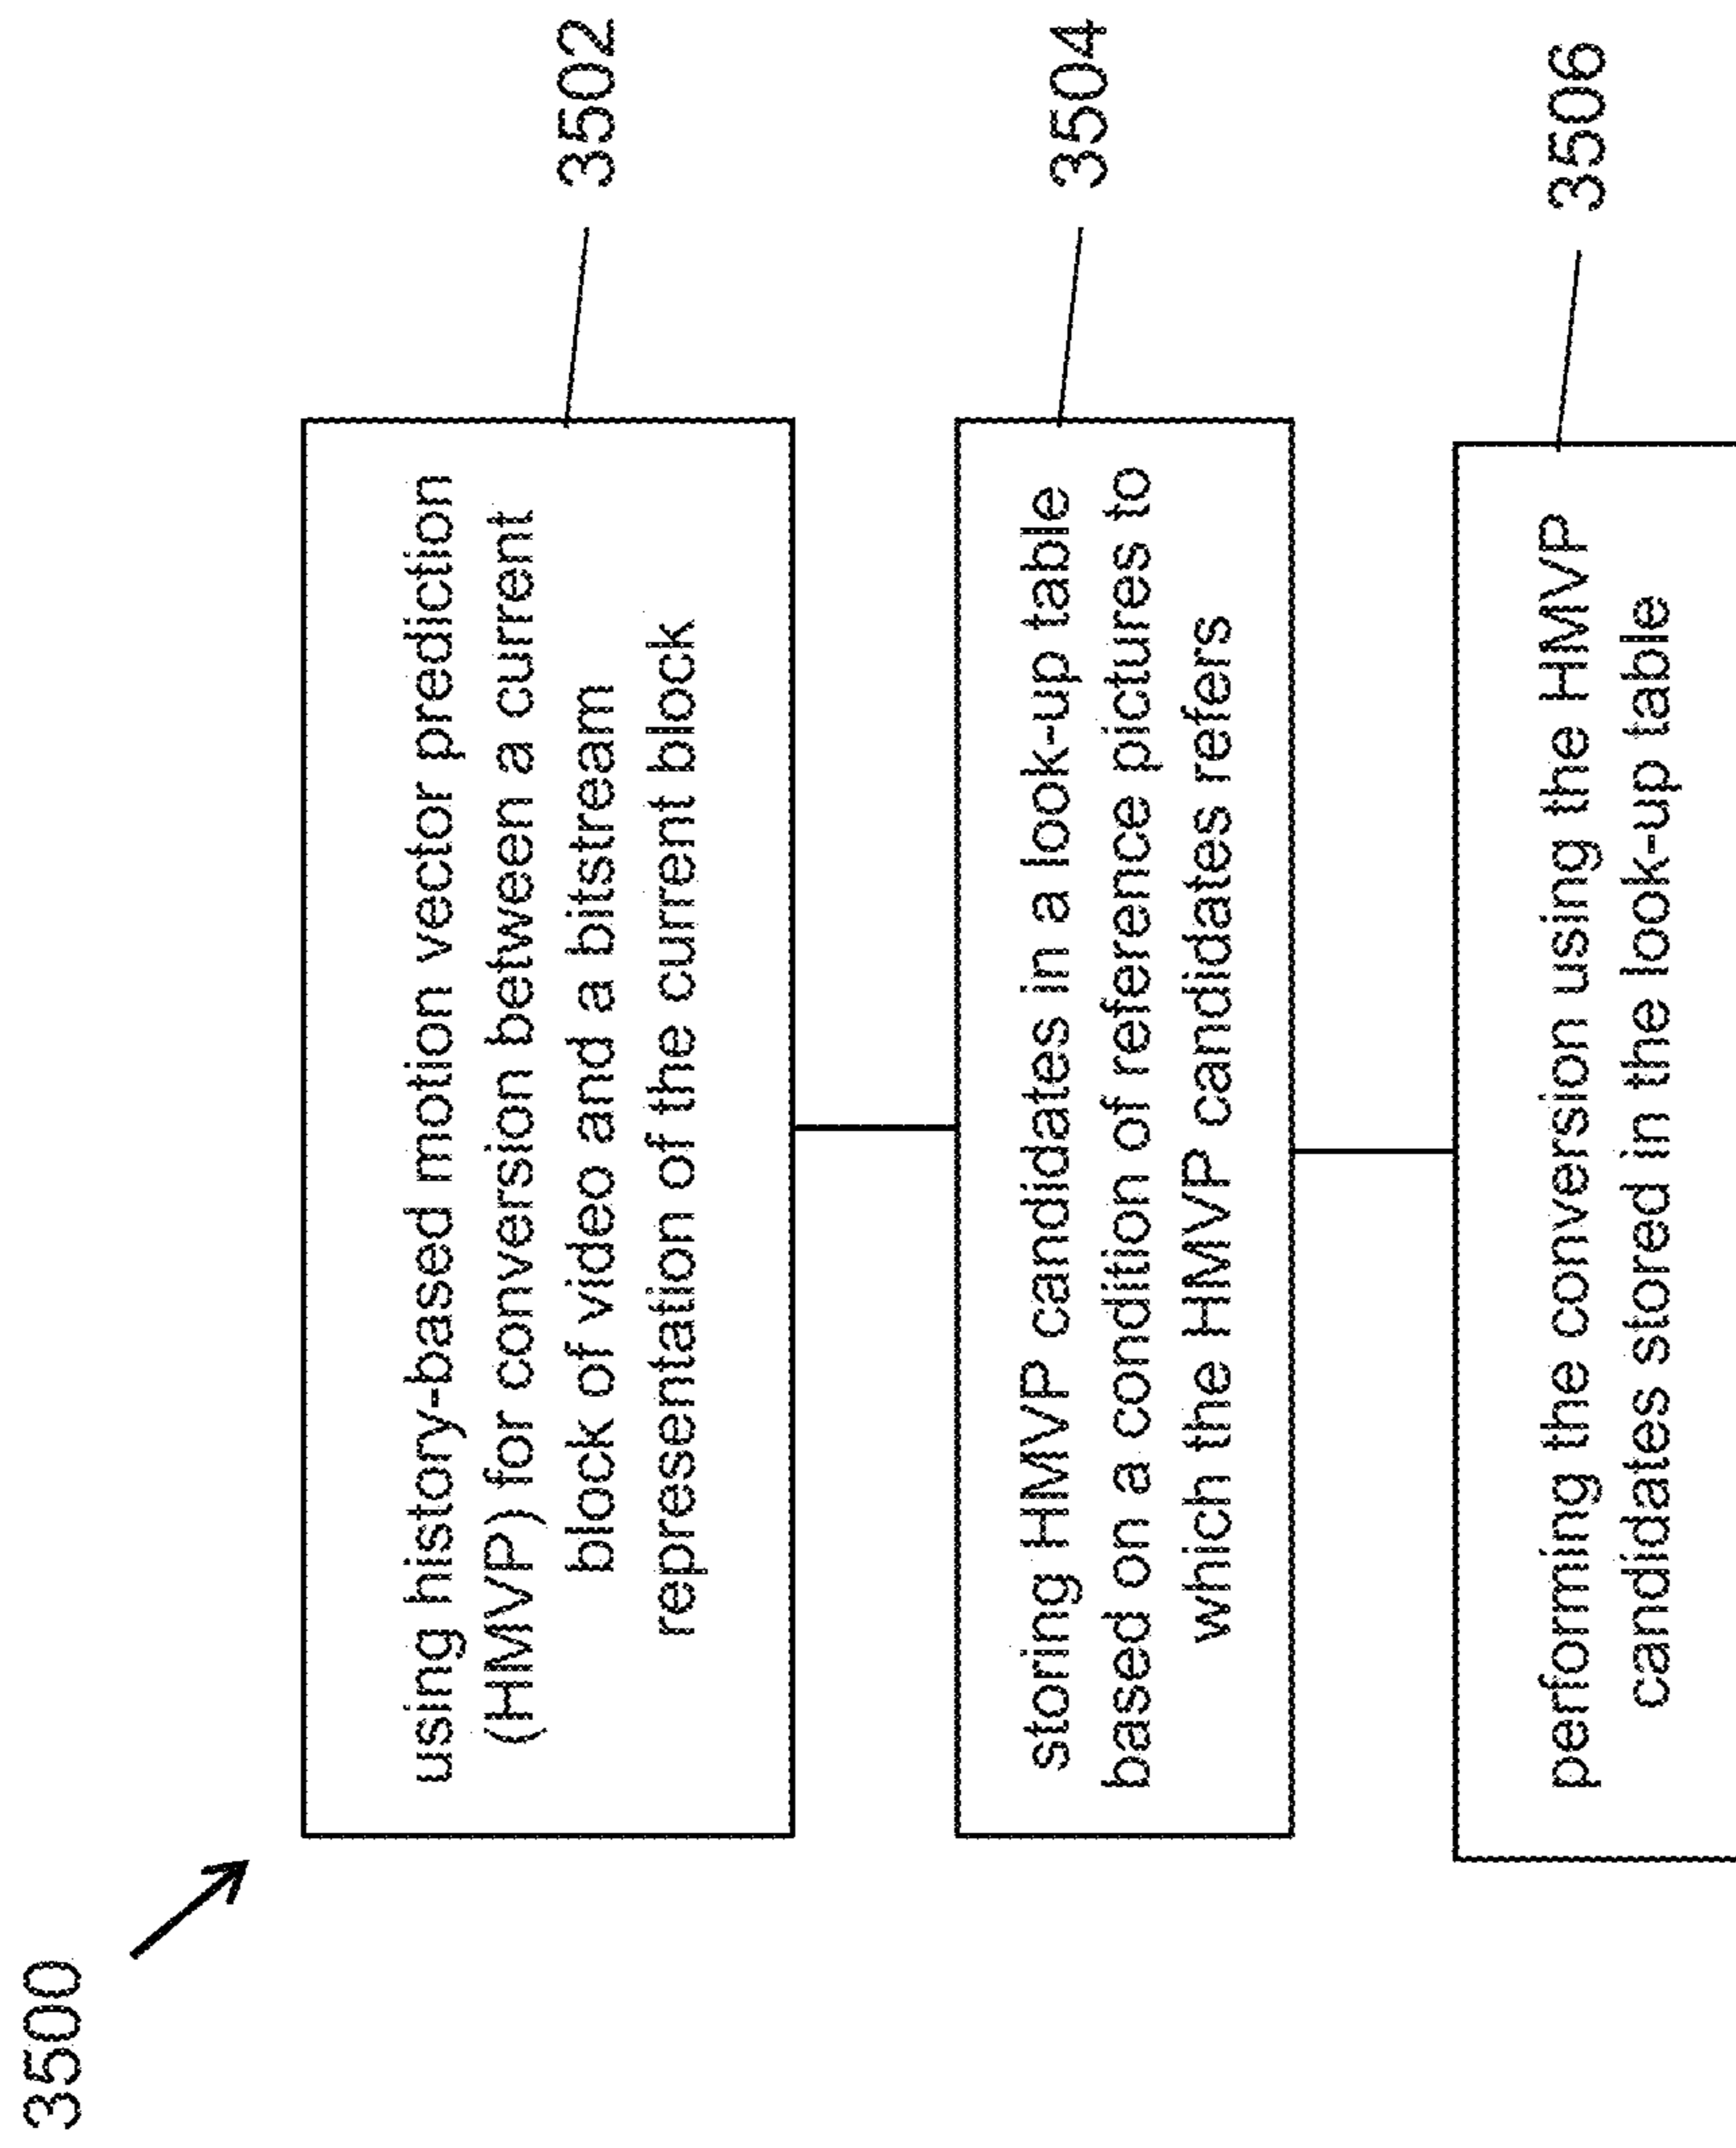 3500
using history-based motion vector prediction
(HMVP) for conversion between a current
block of video and a bitstream
representation of the current block
3502
storing HMVP candidates in a look-up table
based on a condition of reference pictures to
which the HMVP candidates refers
3504
performing the conversion using the HMVP
candidates stored in the look-up table
3506